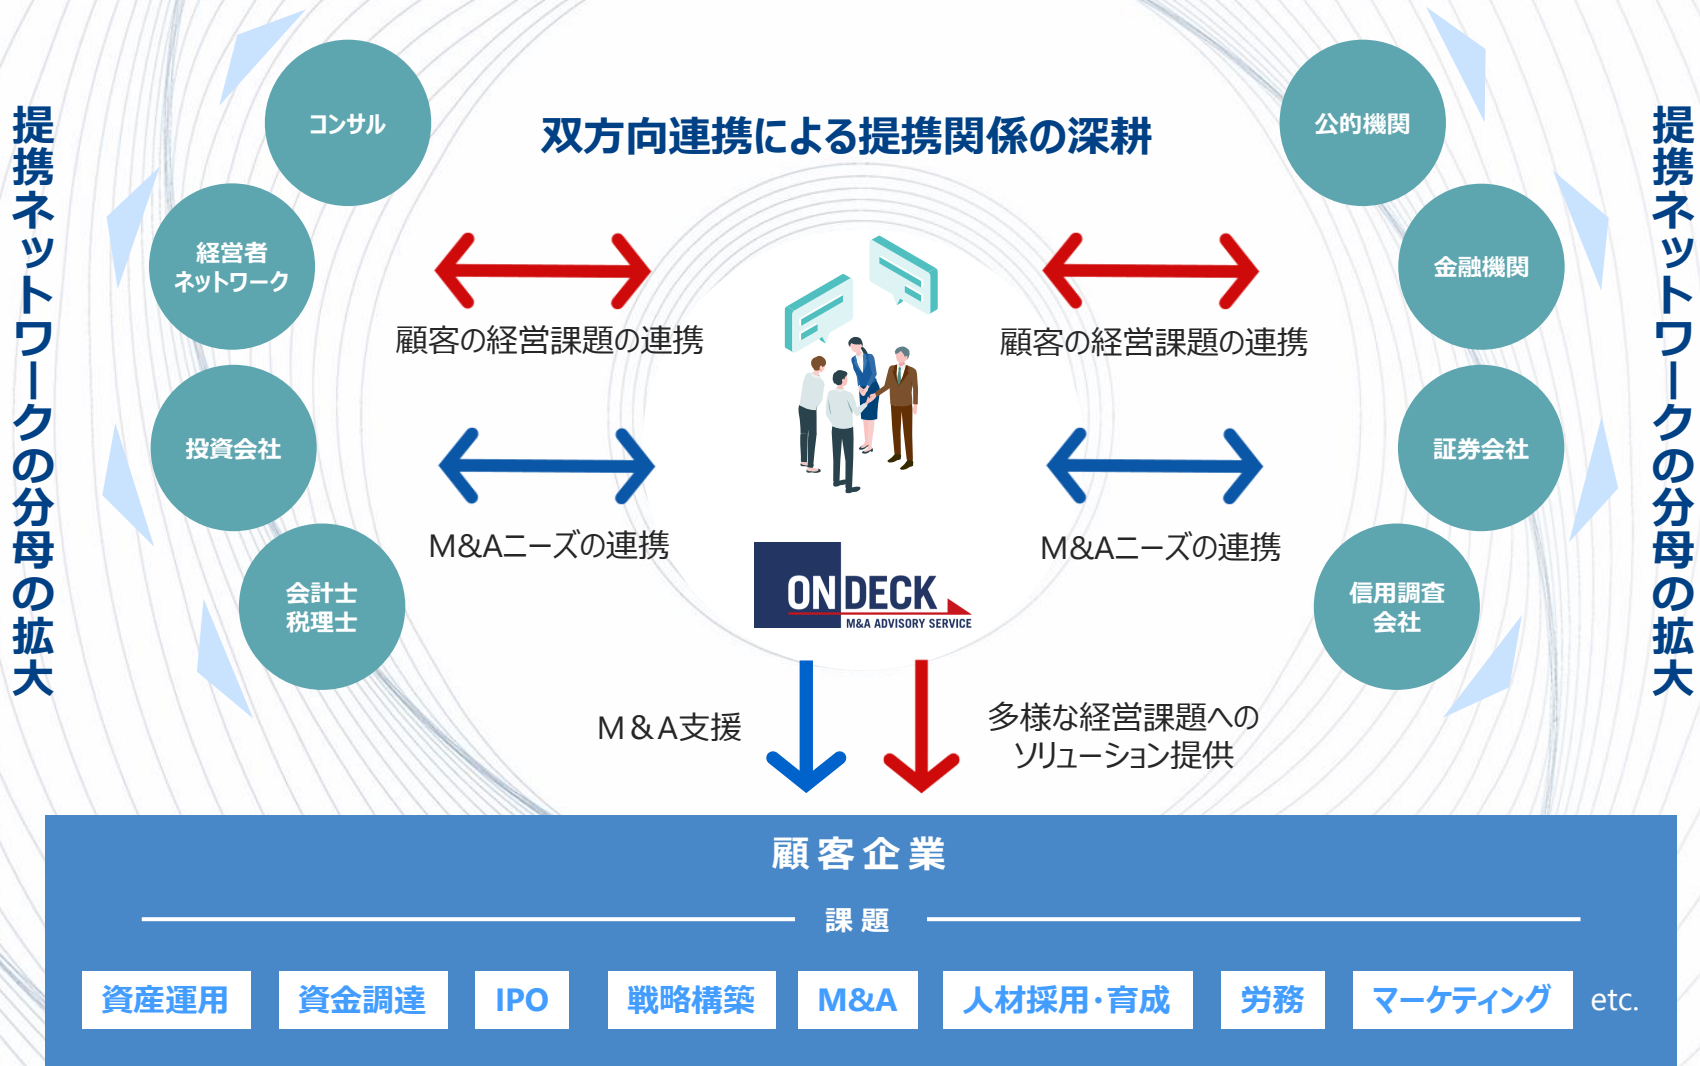 双方向連携による提携関係の深耕
提携ネットワークの分母の拡大
コンサル
経営者
ネットワーク
投資会社
会計士
税理士
顧客の経営課題の連携
M&Aニーズの連携
ONDECK
M&A ADVISORY SERVICE
顧客の経営課題の連携
M&Aニーズの連携
公的機関
金融機関
証券会社
信用調査
会社
提携ネットワークの分母の拡大
M&A支援
多様な経営課題への
ソリューション提供
顧客企業
課題
資産運用
資金調達
IPO
戦略構築
M&A
人材採用・育成
労務
マーケティング
etc.